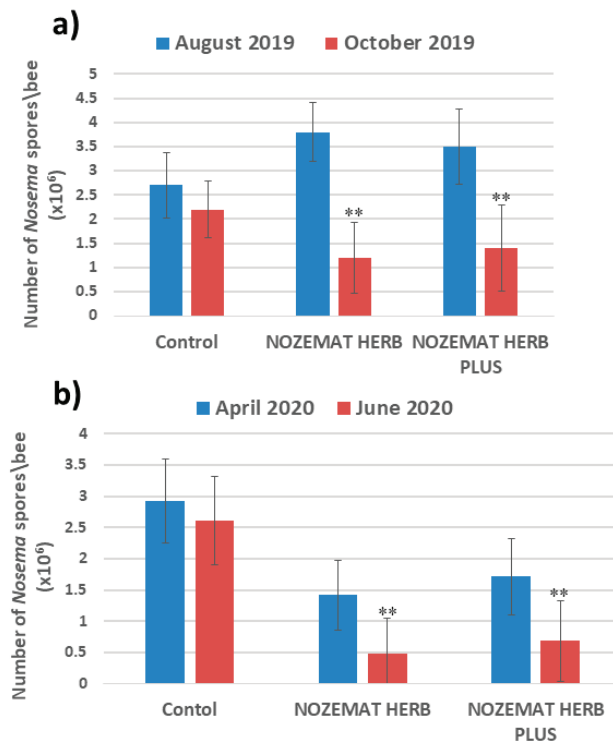 a)
August 2019 October 2019
Number of Nosema spores\bee
(x10⁶)
5
4.5
4
3.5
3
2.5
2
1.5
1
0.5
0
**
**
Control NOZEMAT HERB NOZEMAT HERB
PLUS
b)
April 2020 June 2020
Number of Nosema spores\bee
(x10⁶)
4
3.5
3
2.5
2
1.5
1
0.5
0
**
**
Contol NOZEMAT HERB NOZEMAT HERB
PLUS